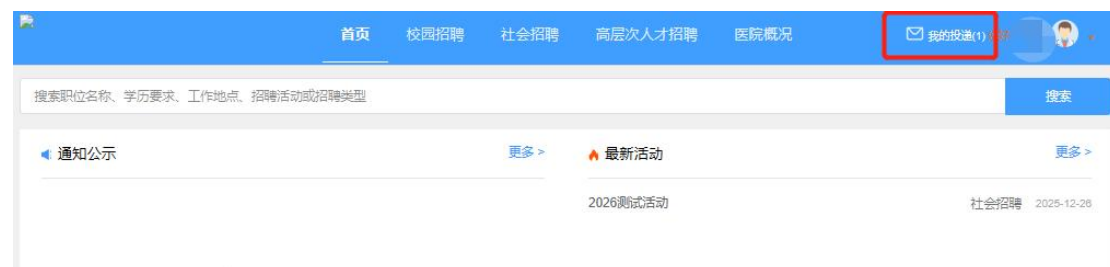 首页 校园招聘 社会招聘 高层次人才招聘 医院概况 我的投递(1)
搜索职位名称、学历要求、工作地点、招聘活动或招聘类型 搜索
通知公示 更多 > 最新活动 更多 >
2026测试活动 社会招聘 2025-12-26